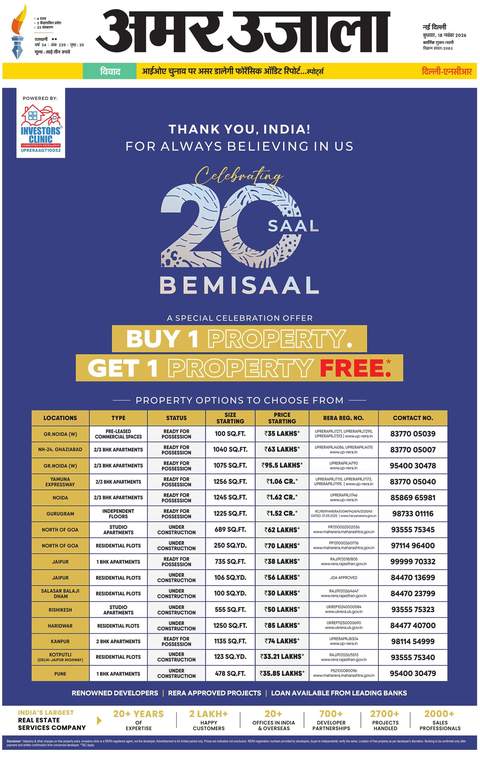 अमर उजाला
नई दिल्ली
विवाद
आईओए चुनाव पर असर डालेगी फोरेंसिक ऑडिट रिपोर्ट...स्पोर्ट्स
दिल्ली-एनसीआर
POWERED BY:
INVESTORS'
CLINIC
THANK YOU, INDIA!
FOR ALWAYS BELIEVING IN US
Celebrating
20 SAAL
BEMISAAL
A SPECIAL CELEBRATION OFFER
BUY 1 PROPERTY.
GET 1 PROPERTY FREE.*
PROPERTY OPTIONS TO CHOOSE FROM
LOCATIONS TYPE STATUS SIZE STARTING PRICE STARTING RERA REG. NO. CONTACT NO.
GR.NOIDA (W) PRE-LEASED COMMERCIAL SPACES READY FOR POSSESSION 100 SQ.FT. ₹35 LAKHS* 83770 05039
NH-24, GHAZIABAD 2/3 BHK APARTMENTS READY FOR POSSESSION 1040 SQ.FT. ₹63 LAKHS* 83770 05007
GR.NOIDA (W) 2/3 BHK APARTMENTS READY FOR POSSESSION 1075 SQ.FT. ₹95.5 LAKHS* 95400 30478
YAMUNA EXPRESSWAY 2/3 BHK APARTMENTS READY FOR POSSESSION 1256 SQ.FT. ₹1.06 CR.* 83770 05040
NOIDA 2/3 BHK APARTMENTS READY FOR POSSESSION 1245 SQ.FT. ₹1.62 CR.* 85869 65981
GURUGRAM INDEPENDENT FLOORS READY FOR POSSESSION 1225 SQ.FT. ₹1.52 CR.* 98733 01116
NORTH OF GOA STUDIO APARTMENTS UNDER CONSTRUCTION 689 SQ.FT. ₹62 LAKHS* 93555 75345
NORTH OF GOA RESIDENTIAL PLOTS UNDER CONSTRUCTION 250 SQ.YD. ₹70 LAKHS* 97114 96400
JAIPUR 1 BHK APARTMENTS READY FOR POSSESSION 735 SQ.FT. ₹38 LAKHS* 99999 70332
JAIPUR RESIDENTIAL PLOTS UNDER CONSTRUCTION 106 SQ.YD. ₹56 LAKHS* JDA APPROVED 84470 13699
SALASAR BALAJI DHAM RESIDENTIAL PLOTS UNDER CONSTRUCTION 100 SQ.YD. ₹30 LAKHS* 84470 23799
RISHIKESH STUDIO APARTMENTS UNDER CONSTRUCTION 555 SQ.FT. ₹50 LAKHS* 93555 75323
HARIDWAR RESIDENTIAL PLOTS UNDER CONSTRUCTION 1250 SQ.FT. ₹85 LAKHS* 84477 40700
KANPUR 2 BHK APARTMENTS READY FOR POSSESSION 1135 SQ.FT. ₹74 LAKHS* 98114 54999
KOTPUTLI (DELHI-JAIPUR HIGHWAY) RESIDENTIAL PLOTS UNDER CONSTRUCTION 123 SQ.YD. ₹33.21 LAKHS* 93555 75340
PUNE 1 BHK APARTMENTS UNDER CONSTRUCTION 478 SQ.FT. ₹35.85 LAKHS* 95400 30479
RENOWNED DEVELOPERS | RERA APPROVED PROJECTS | LOAN AVAILABLE FROM LEADING BANKS
INDIA'S LARGEST REAL ESTATE SERVICES COMPANY
20+ YEARS OF EXPERTISE
2 LAKH+ HAPPY CUSTOMERS
20+ OFFICES IN INDIA & OVERSEAS
700+ DEVELOPER PARTNERS
2700+ PROJECTS HANDLED
2000+ SALES PROFESSIONALS